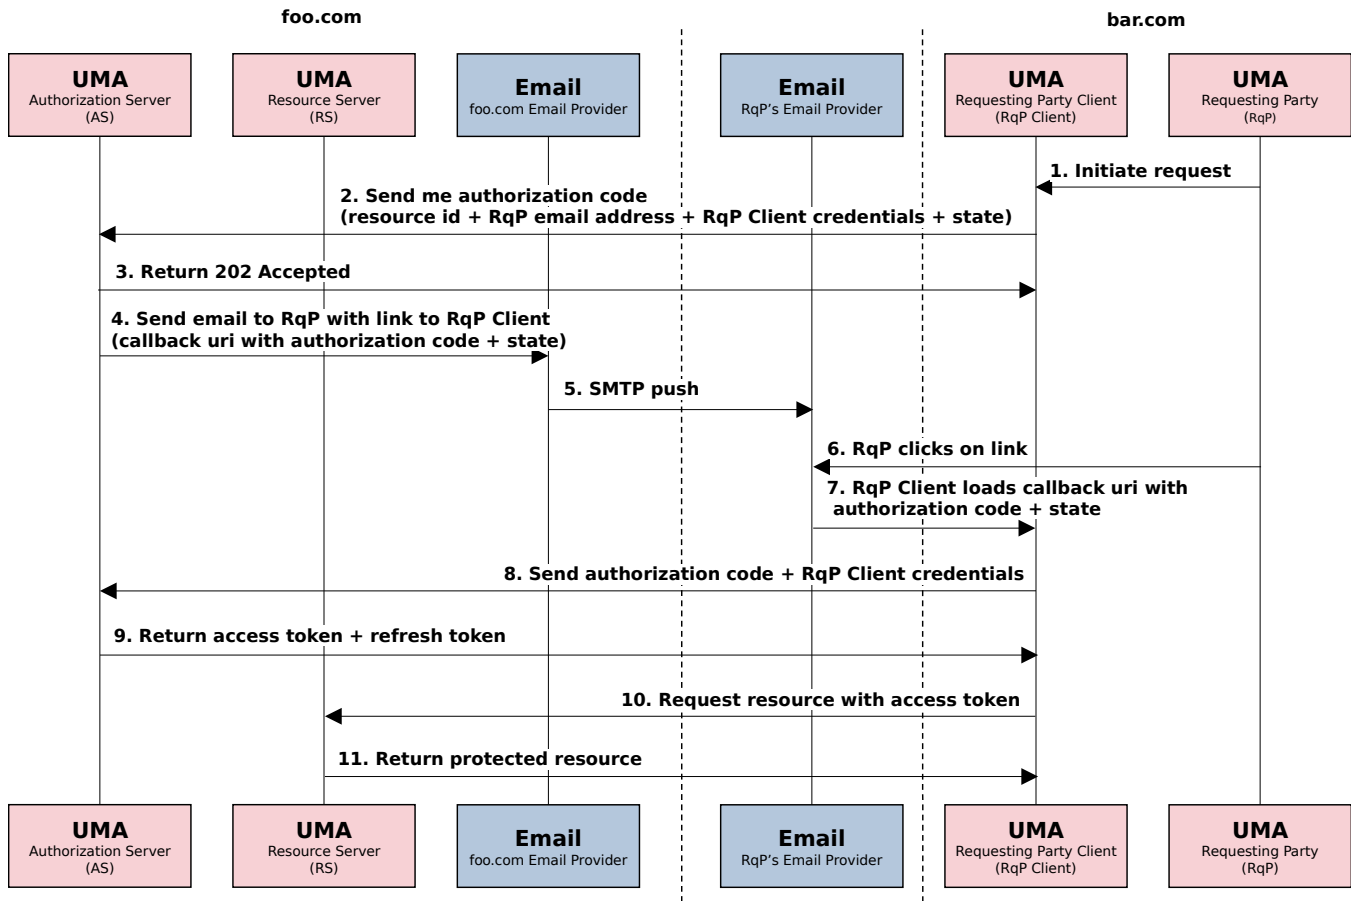 foo.com
bar.com
UMA
Authorization Server
(AS)
UMA
Resource Server
(RS)
Email
foo.com Email Provider
Email
RqP’s Email Provider
UMA
Requesting Party Client
(RqP Client)
UMA
Requesting Party
(RqP)
1. Initiate request
2. Send me authorization code
(resource id + RqP email address + RqP Client credentials + state)
3. Return 202 Accepted
4. Send email to RqP with link to RqP Client
(callback uri with authorization code + state)
5. SMTP push
6. RqP clicks on link
7. RqP Client loads callback uri with
authorization code + state
8. Send authorization code + RqP Client credentials
9. Return access token + refresh token
10. Request resource with access token
11. Return protected resource
UMA
Authorization Server
(AS)
UMA
Resource Server
(RS)
Email
foo.com Email Provider
Email
RqP’s Email Provider
UMA
Requesting Party Client
(RqP Client)
UMA
Requesting Party
(RqP)